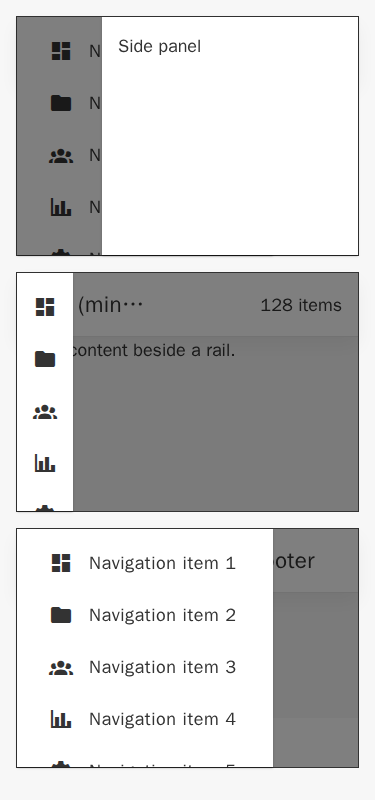 Side panel
N
N
N
N
(min…
128 items
content beside a rail.
Navigation item 1
oter
Navigation item 2
Navigation item 3
Navigation item 4